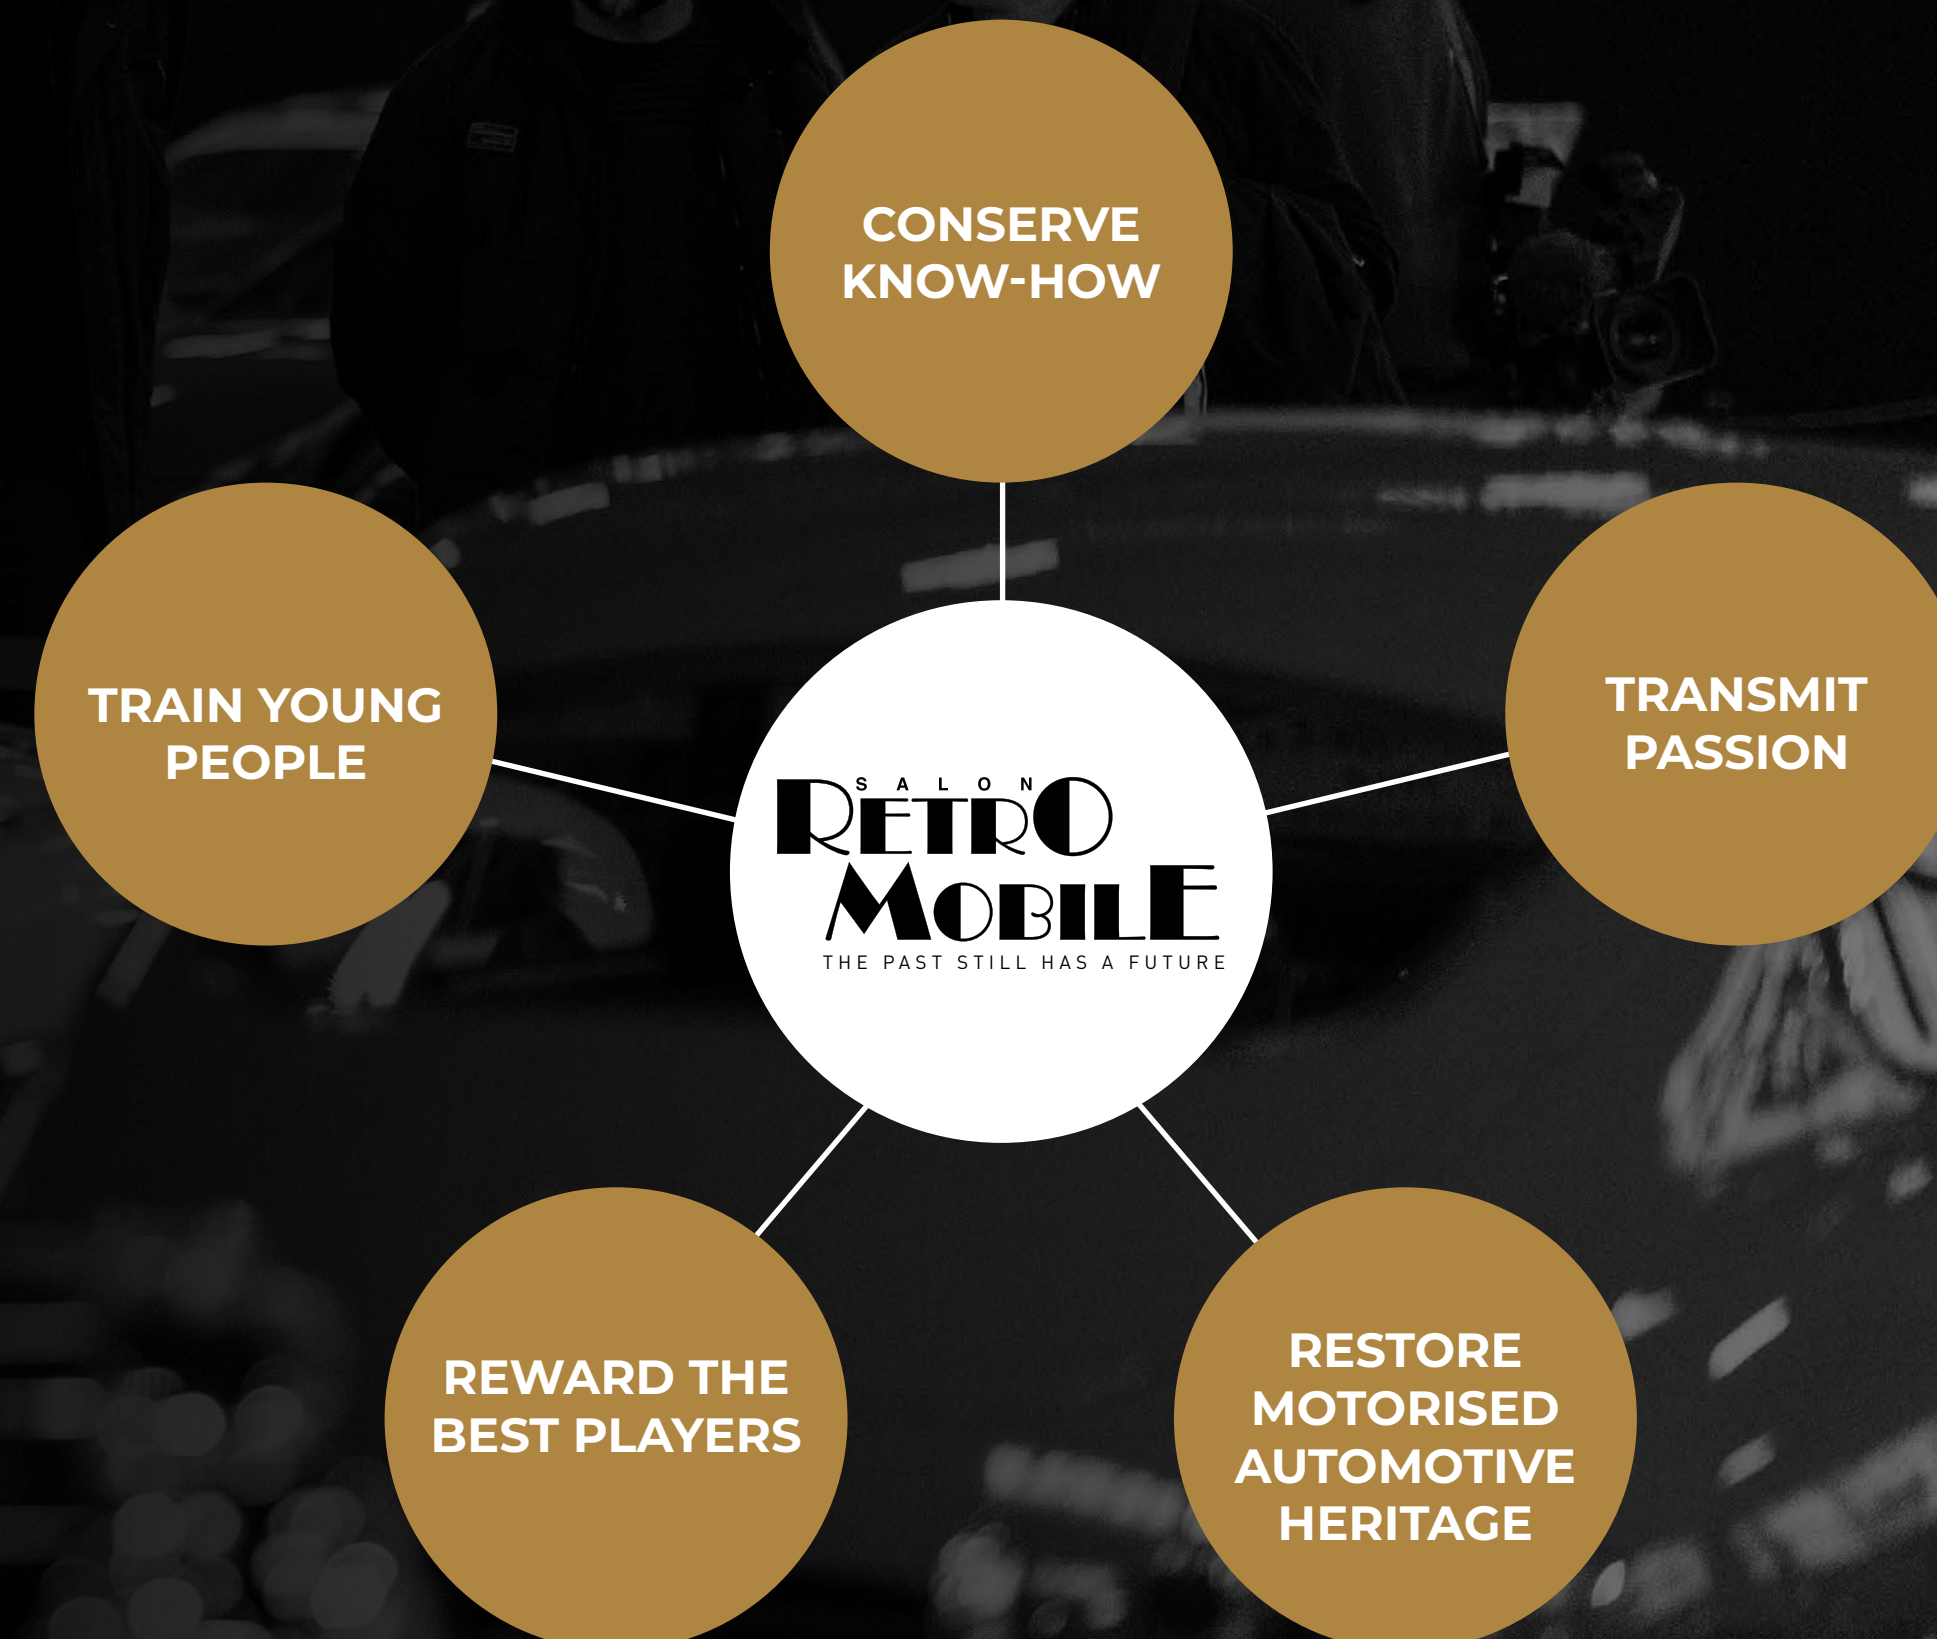 CONSERVE
KNOW-HOW
TRAIN YOUNG
PEOPLE
TRANSMIT
PASSION
SALON
RETRO
MOBILE
THE PAST STILL HAS A FUTURE
REWARD THE
BEST PLAYERS
RESTORE
MOTORISED
AUTOMOTIVE
HERITAGE